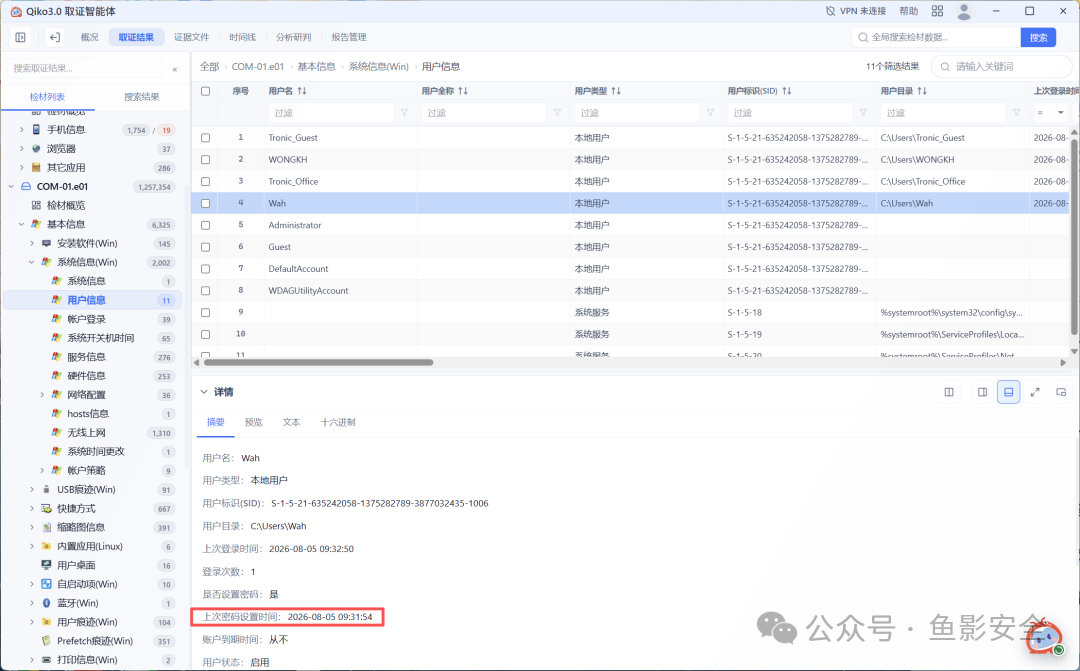 Qiko3.0 取证智能体
VPN 未连接
帮助
概况
取证结果
证据文件
时间线
分析研判
报告管理
全局搜索检材数据...
搜索
搜索取证结果...
«
检材列表
搜索结果
检材概览
手机信息 1,754 / 19
浏览器 37
其它应用 286
COM-01.e01 1,257,354
检材概览
基本信息 6,325
安装软件(Win) 145
系统信息(Win) 2,002
系统信息 1
用户信息 11
帐户登录 39
系统开关机时间 65
服务信息 276
硬件信息 253
网络配置 36
hosts信息 1
无线上网 1,310
系统时间更改 1
帐户策略 9
USB痕迹(Win) 91
快捷方式 667
缩略图信息 391
内置应用(Linux) 6
用户桌面 16
自启动项(Win) 10
蓝牙(Win) 1
用户痕迹(Win) 104
Prefetch痕迹(Win) 351
打印信息(Win) 2
全部 › COM-01.e01 › 基本信息 › 系统信息(Win) › 用户信息
11个筛选结果
请输入关键词
序号 用户名 ↑↓ 用户全称 ↑↓ 用户类型 ↑↓ 用户标识(SID) ↑↓ 用户目录 ↑↓ 上次登录时间
过滤 过滤 过滤 过滤 过滤 =
1 Tronic_Guest 本地用户 S-1-5-21-635242058-1375282789-... C:\Users\Tronic_Guest 2026-08-
2 WONGKH 本地用户 S-1-5-21-635242058-1375282789-... C:\Users\WONGKH 2026-08-
3 Tronic_Office 本地用户 S-1-5-21-635242058-1375282789-... C:\Users\Tronic_Office 2026-08-
4 Wah 本地用户 S-1-5-21-635242058-1375282789-... C:\Users\Wah 2026-08-
5 Administrator 本地用户 S-1-5-21-635242058-1375282789-...
6 Guest 本地用户 S-1-5-21-635242058-1375282789-...
7 DefaultAccount 本地用户 S-1-5-21-635242058-1375282789-...
8 WDAGUtilityAccount 本地用户 S-1-5-21-635242058-1375282789-...
9 系统服务 S-1-5-18 %systemroot%\system32\config\sy...
10 系统服务 S-1-5-19 %systemroot%\ServiceProfiles\Loca...
11 系统服务 S-1-5-20 %systemroot%\ServiceProfiles\Net...
详情
摘要 预览 文本 十六进制
用户名： Wah
用户类型： 本地用户
用户标识(SID)： S-1-5-21-635242058-1375282789-3877032435-1006
用户目录： C:\Users\Wah
上次登录时间： 2026-08-05 09:32:50
登录次数： 1
是否设置密码： 是
上次密码设置时间： 2026-08-05 09:31:54
账户到期时间： 从不
用户状态： 启用
公众号 · 鱼影安全